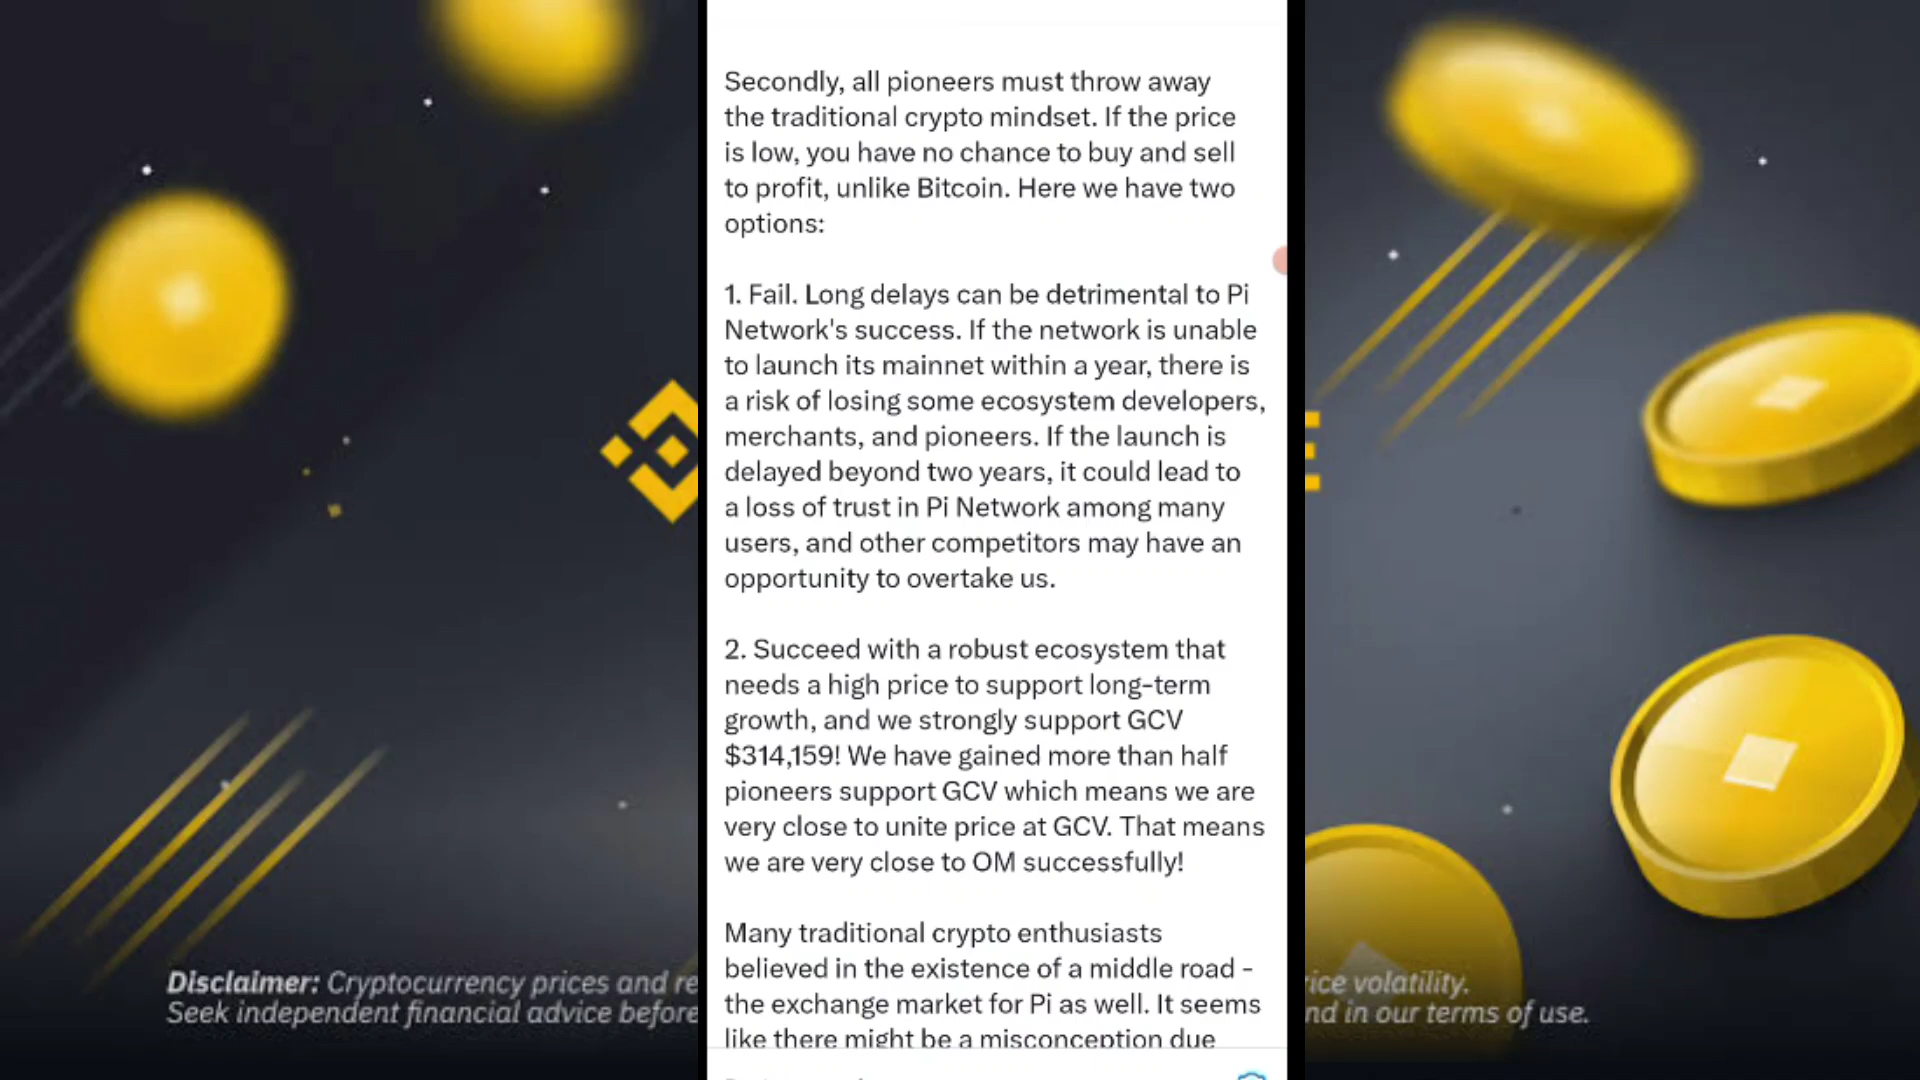 Secondly, all pioneers must throw away
the traditional crypto mindset. If the price
is low, you have no chance to buy and sell
to profit, unlike Bitcoin. Here we have two
options:
1. Fail. Long delays can be detrimental to Pi
Network's success. If the network is unable
to launch its mainnet within a year, there is
a risk of losing some ecosystem developers,
merchants, and pioneers. If the launch is
delayed beyond two years, it could lead to
a loss of trust in Pi Network among many
users, and other competitors may have an
opportunity to overtake us.
2. Succeed with a robust ecosystem that
needs a high price to support long-term
growth, and we strongly support GCV
$314,159! We have gained more than half
pioneers support GCV which means we are
very close to unite price at GCV. That means
we are very close to OM successfully!
Many traditional crypto enthusiasts
believed in the existence of a middle road -
the exchange market for Pi as well. It seems
like there might be a misconception due
E
Disclaimer: Cryptocurrency prices and re
Seek independent financial advice before
rice volatility.
nd in our terms of use.